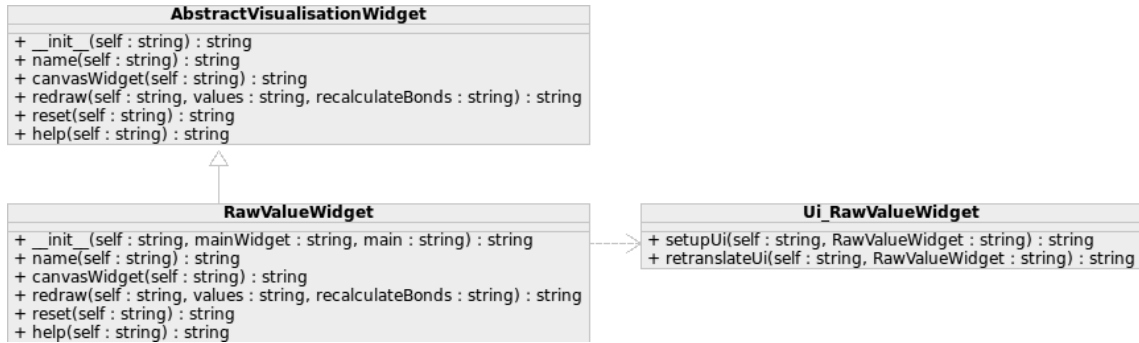 AbstractVisualisationWidget
+ __init__(self : string) : string
+ name(self : string) : string
+ canvasWidget(self : string) : string
+ redraw(self : string, values : string, recalculateBonds : string) : string
+ reset(self : string) : string
+ help(self : string) : string
RawValueWidget
+ __init__(self : string, mainWidget : string, main : string) : string
+ name(self : string) : string
+ canvasWidget(self : string) : string
+ redraw(self : string, values : string, recalculateBonds : string) : string
+ reset(self : string) : string
+ help(self : string) : string
Ui_RawValueWidget
+ setupUi(self : string, RawValueWidget : string) : string
+ retranslateUi(self : string, RawValueWidget : string) : string